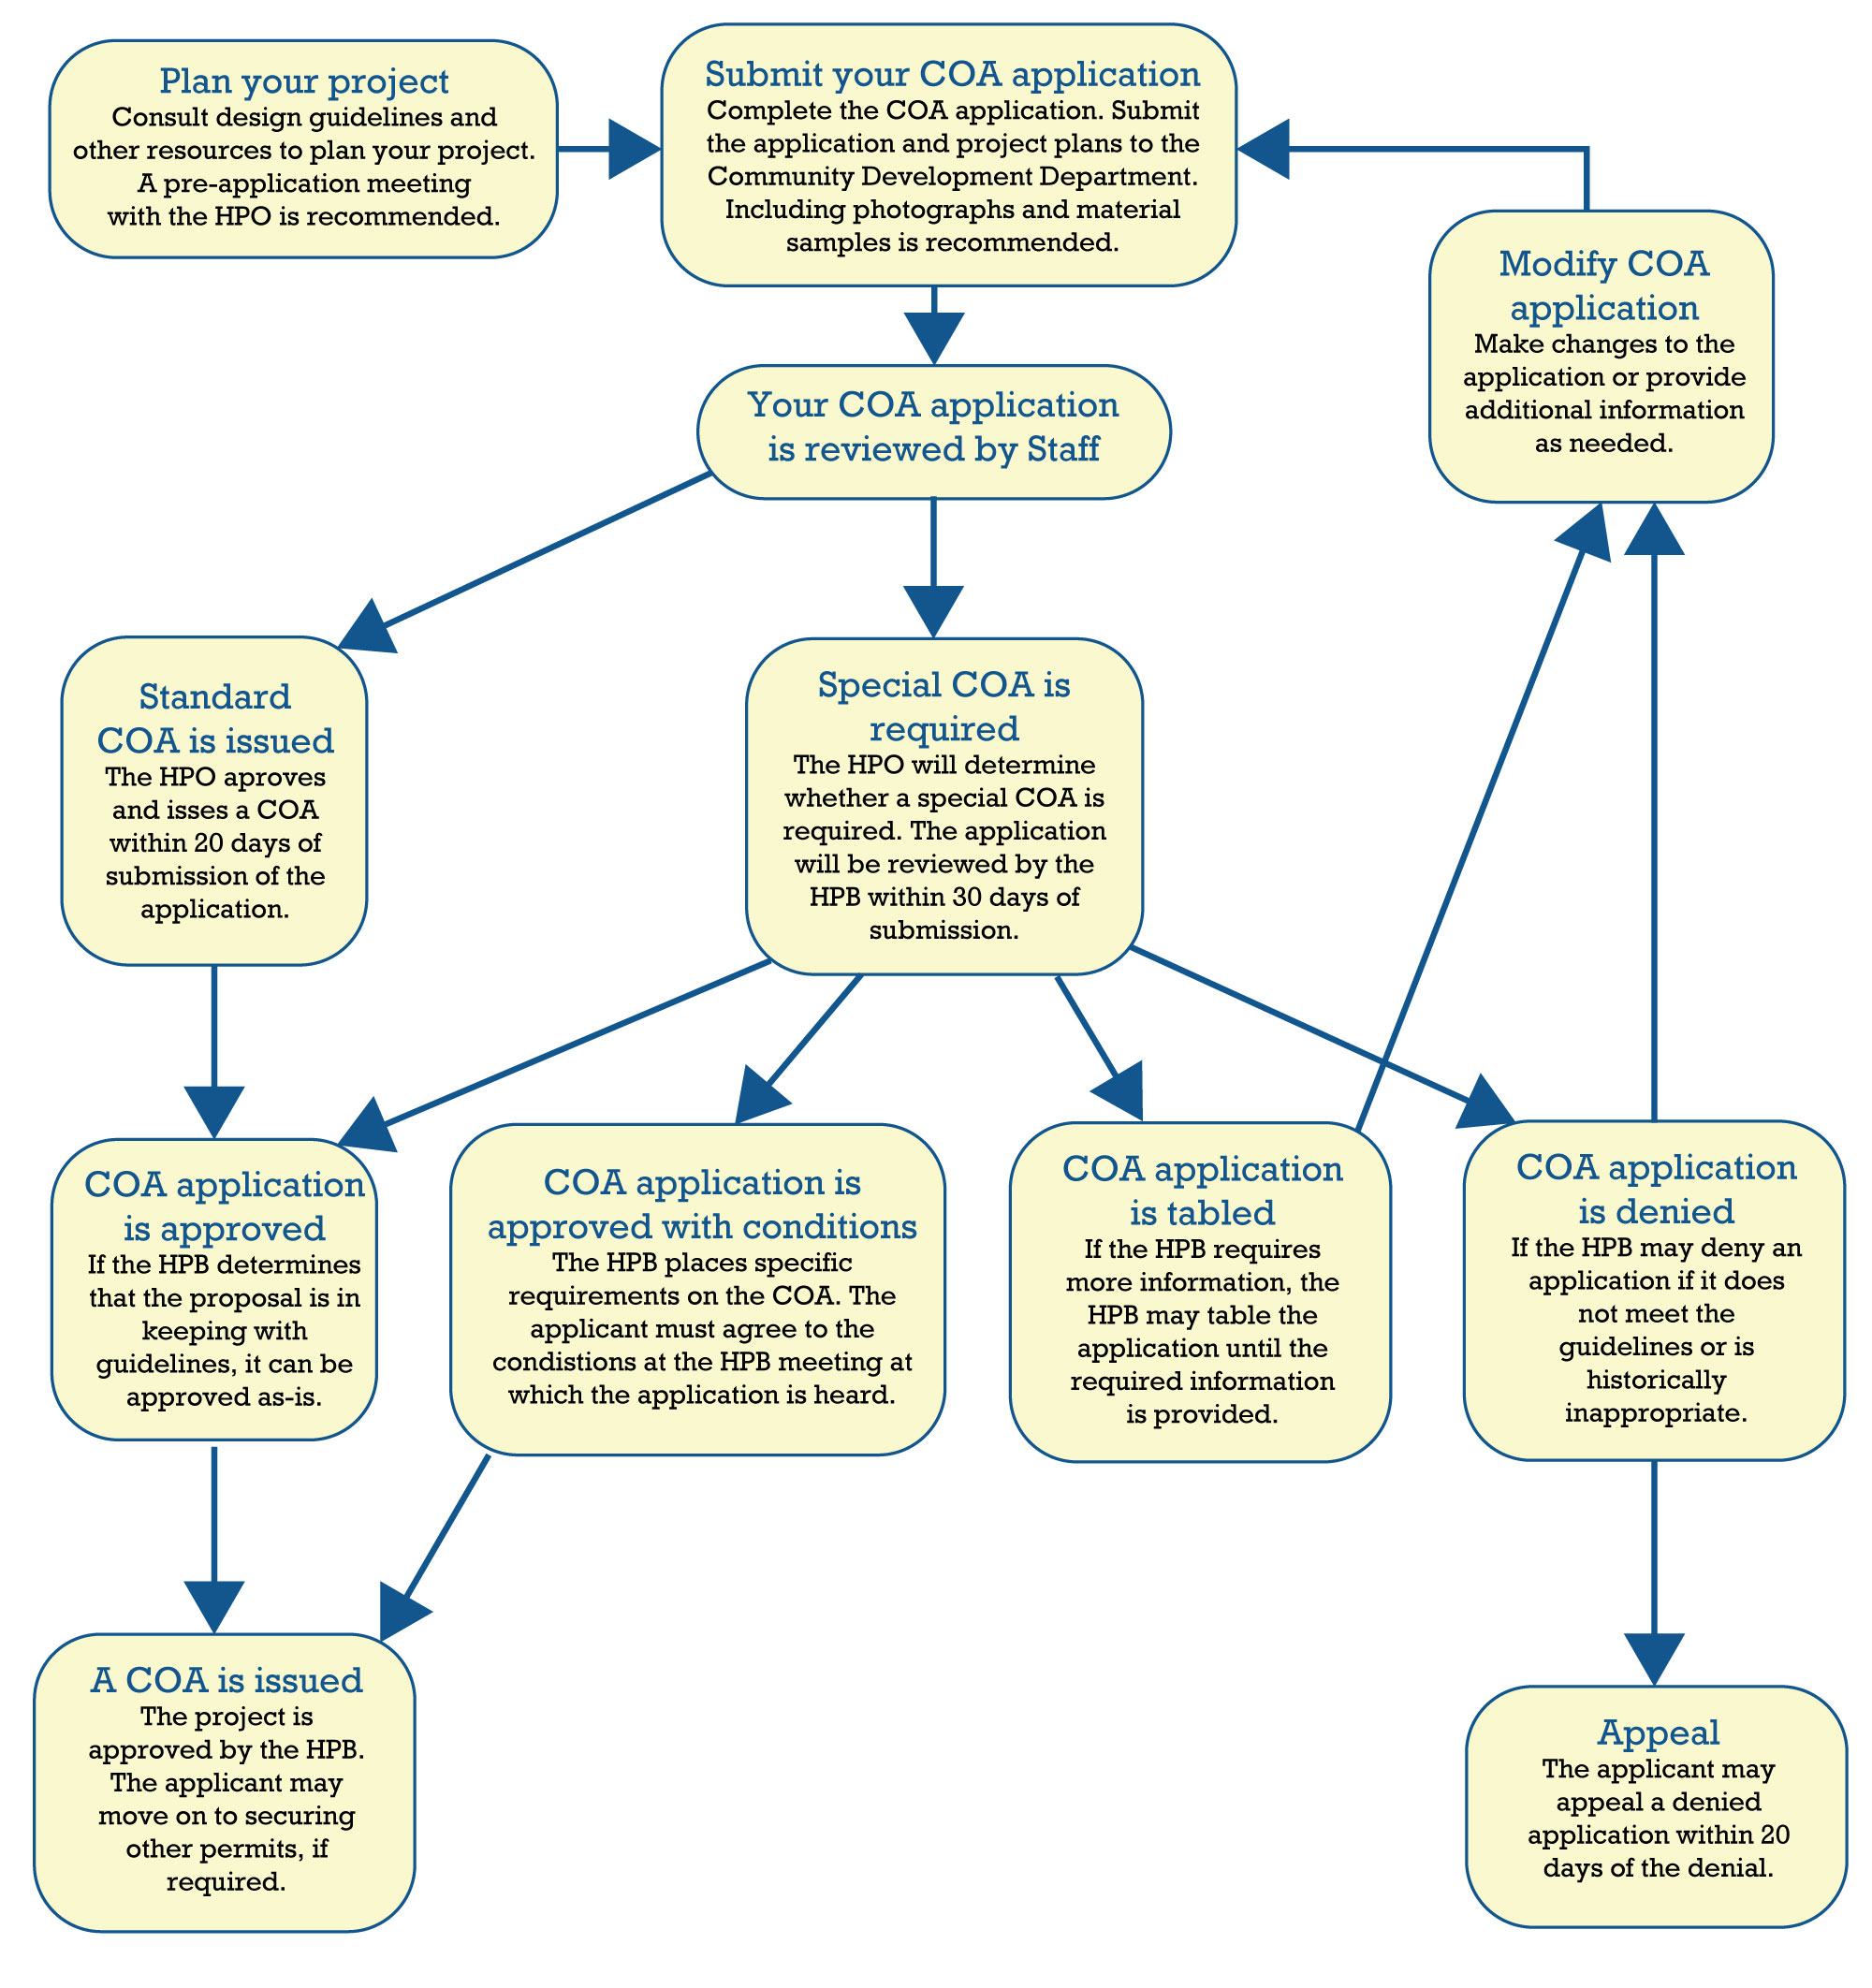 Plan your project
Consult design guidelines and
other resources to plan your project.
A pre-application meeting
with the HPO is recommended.
Submit your COA application
Complete the COA application. Submit
the application and project plans to the
Community Development Department.
Including photographs and material
samples is recommended.
Modify COA
application
Make changes to the
application or provide
additional information
as needed.
Your COA application
is reviewed by Staff
Standard
COA is issued
The HPO aproves
and isses a COA
within 20 days of
submission of the
application.
Special COA is
required
The HPO will determine
whether a special COA is
required. The application
will be reviewed by the
HPB within 30 days of
submission.
COA application
is approved
If the HPB determines
that the proposal is in
keeping with
guidelines, it can be
approved as-is.
COA application is
approved with conditions
The HPB places specific
requirements on the COA. The
applicant must agree to the
condistions at the HPB meeting at
which the application is heard.
COA application
is tabled
If the HPB requires
more information, the
HPB may table the
application until the
required information
is provided.
COA application
is denied
If the HPB may deny an
application if it does
not meet the
guidelines or is
historically
inappropriate.
A COA is issued
The project is
approved by the HPB.
The applicant may
move on to securing
other permits, if
required.
Appeal
The applicant may
appeal a denied
application within 20
days of the denial.